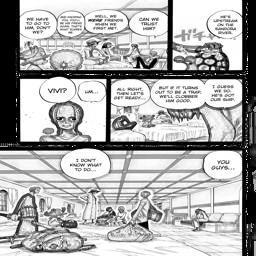 WE HAVE
TO GO TO
HIM, DON'T
WE?
WELL, WE
WERE FRIENDS
WHEN WE
FIRST MET.
CAN WE
TRUST
HIM?
HE'S
UPSTREAM
ON THE
SANDORA
RIVER.
VIVI?
UM...
ALL RIGHT,
THEN LET'S
GET READY...
BUT IF IT TURNS
OUT TO BE A TRAP,
WE'LL CLOBBER
HIM GOOD.
I GUESS
WE DO.
HE'S GOT
OUR SHIP.
I DON'T
KNOW WHAT
TO DO...
YOU
GUYS...